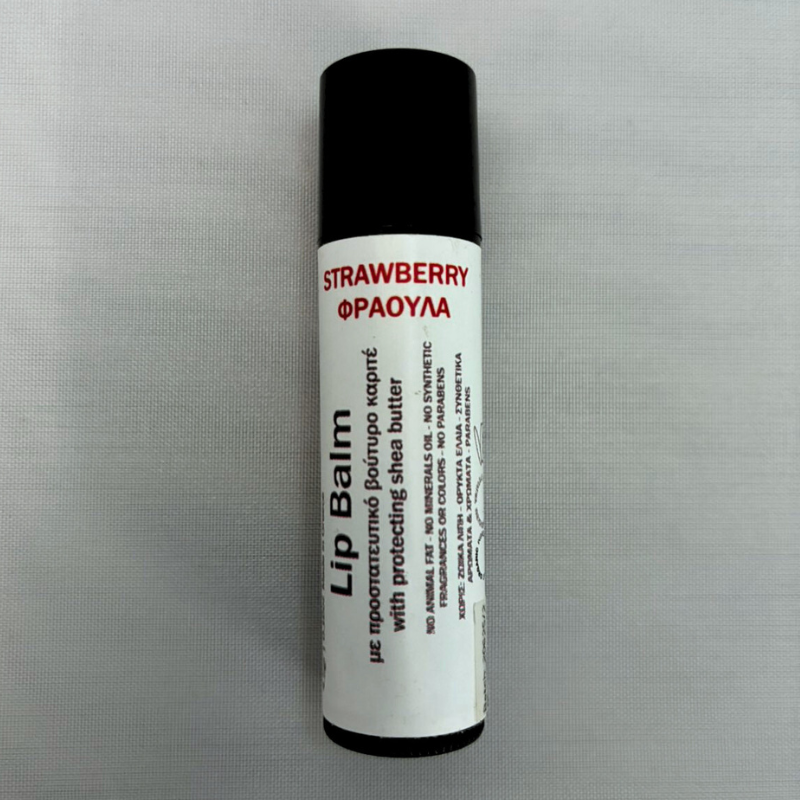 STRAWBERRY
ΦΡΑΟΥΛΑ
Lip Balm
με προστατευτικό βούτυρο καριτέ
with protecting shea butter
NO ANIMAL FAT - NO MINERALS OIL - NO SYNTHETIC
FRAGRANCES OR COLORS - NO PARABENS
ΧΩΡΙΣ: ΖΩΙΚΑ ΛΙΠΗ - ΟΡΥΚΤΑ ΕΛΑΙΑ - ΣΥΝΘΕΤΙΚΑ
ΑΡΩΜΑΤΑ & ΧΡΩΜΑΤΑ - PARABENS